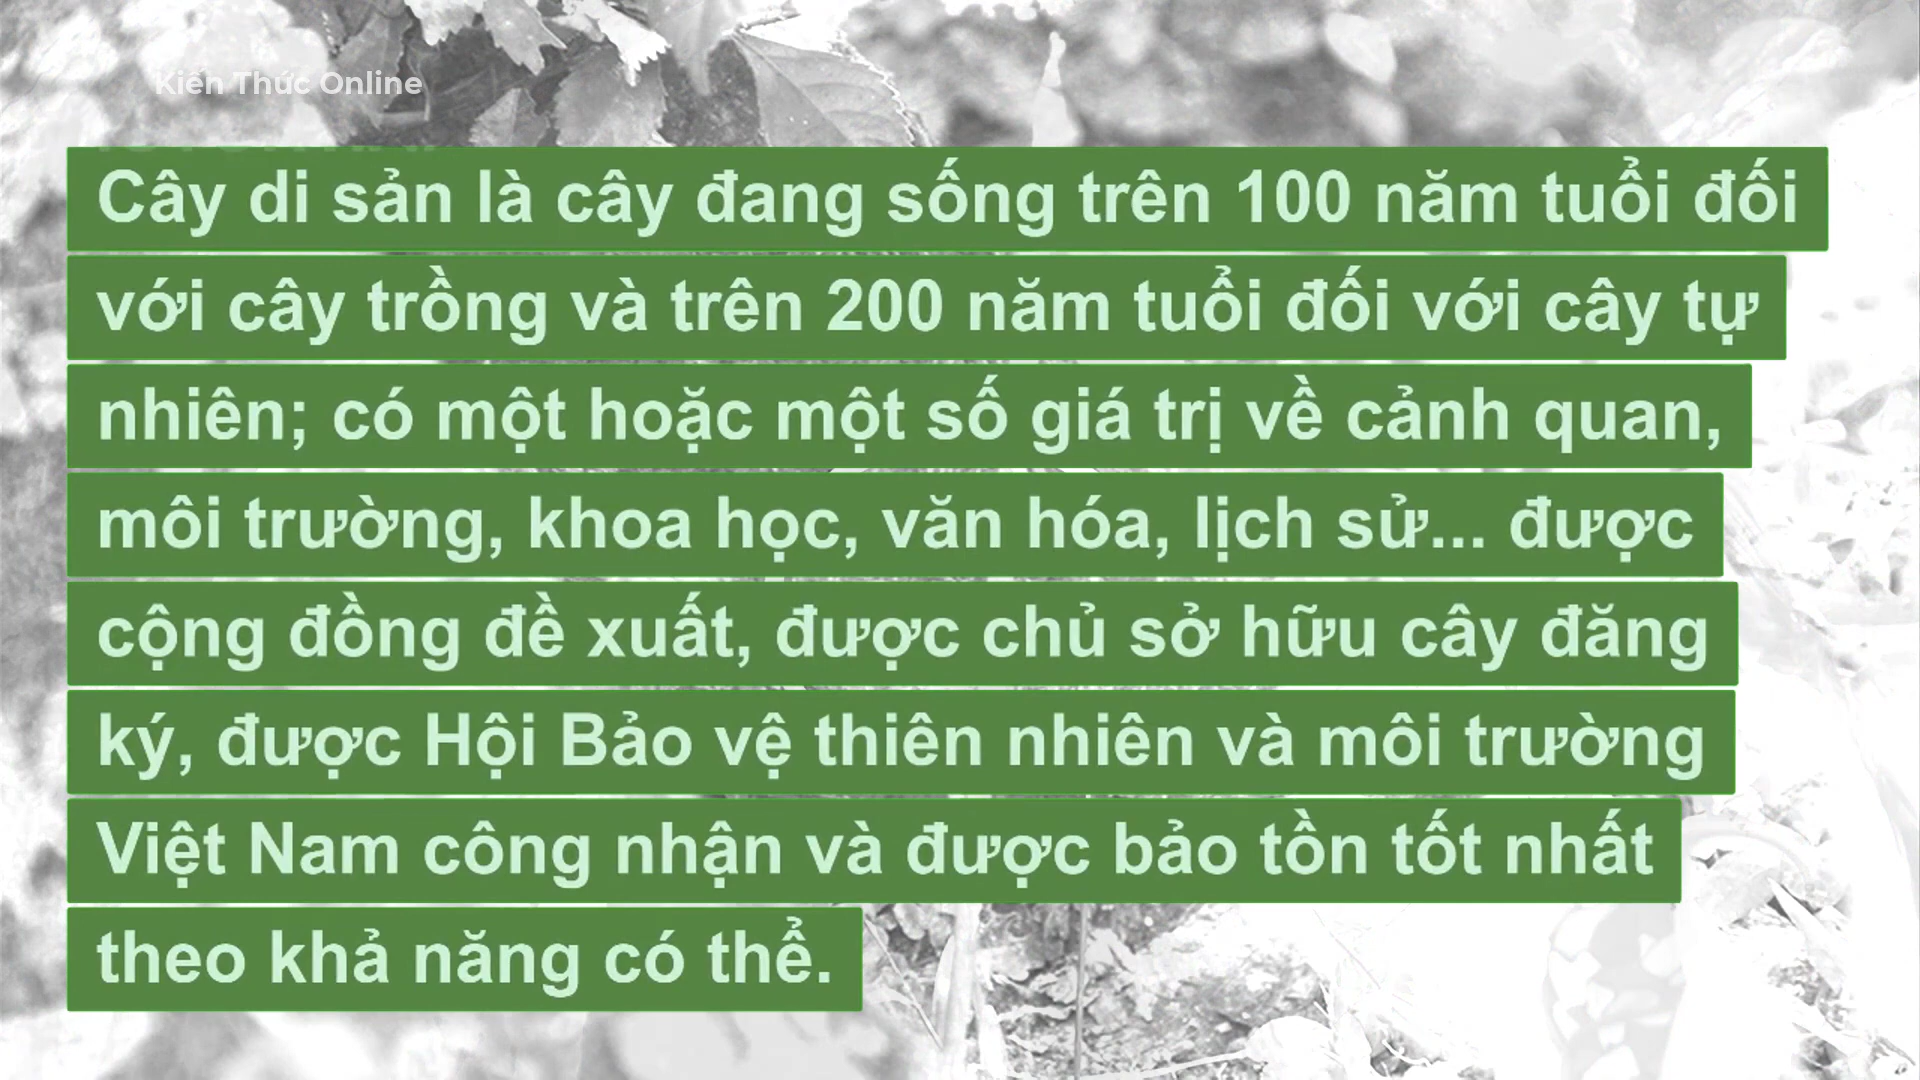 Kiến Thức Online
Cây di sản là cây đang sống trên 100 năm tuổi đối
với cây trồng và trên 200 năm tuổi đối với cây tự
nhiên; có một hoặc một số giá trị về cảnh quan,
môi trường, khoa học, văn hóa, lịch sử... được
cộng đồng đề xuất, được chủ sở hữu cây đăng
ký, được Hội Bảo vệ thiên nhiên và môi trường
Việt Nam công nhận và được bảo tồn tốt nhất
theo khả năng có thể.